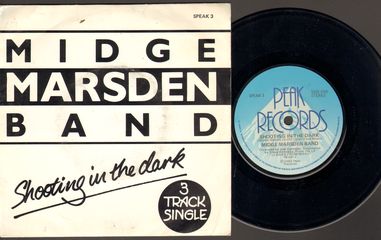 SPEAK 3
MIDGE
MARSDEN
BAND
Shooting in the dark
3
TRACK
SINGLE
PEAK
RECORDS
SPEAK 3
STEREO
SHOOTING IN THE DARK
MIDGE MARSDEN BAND